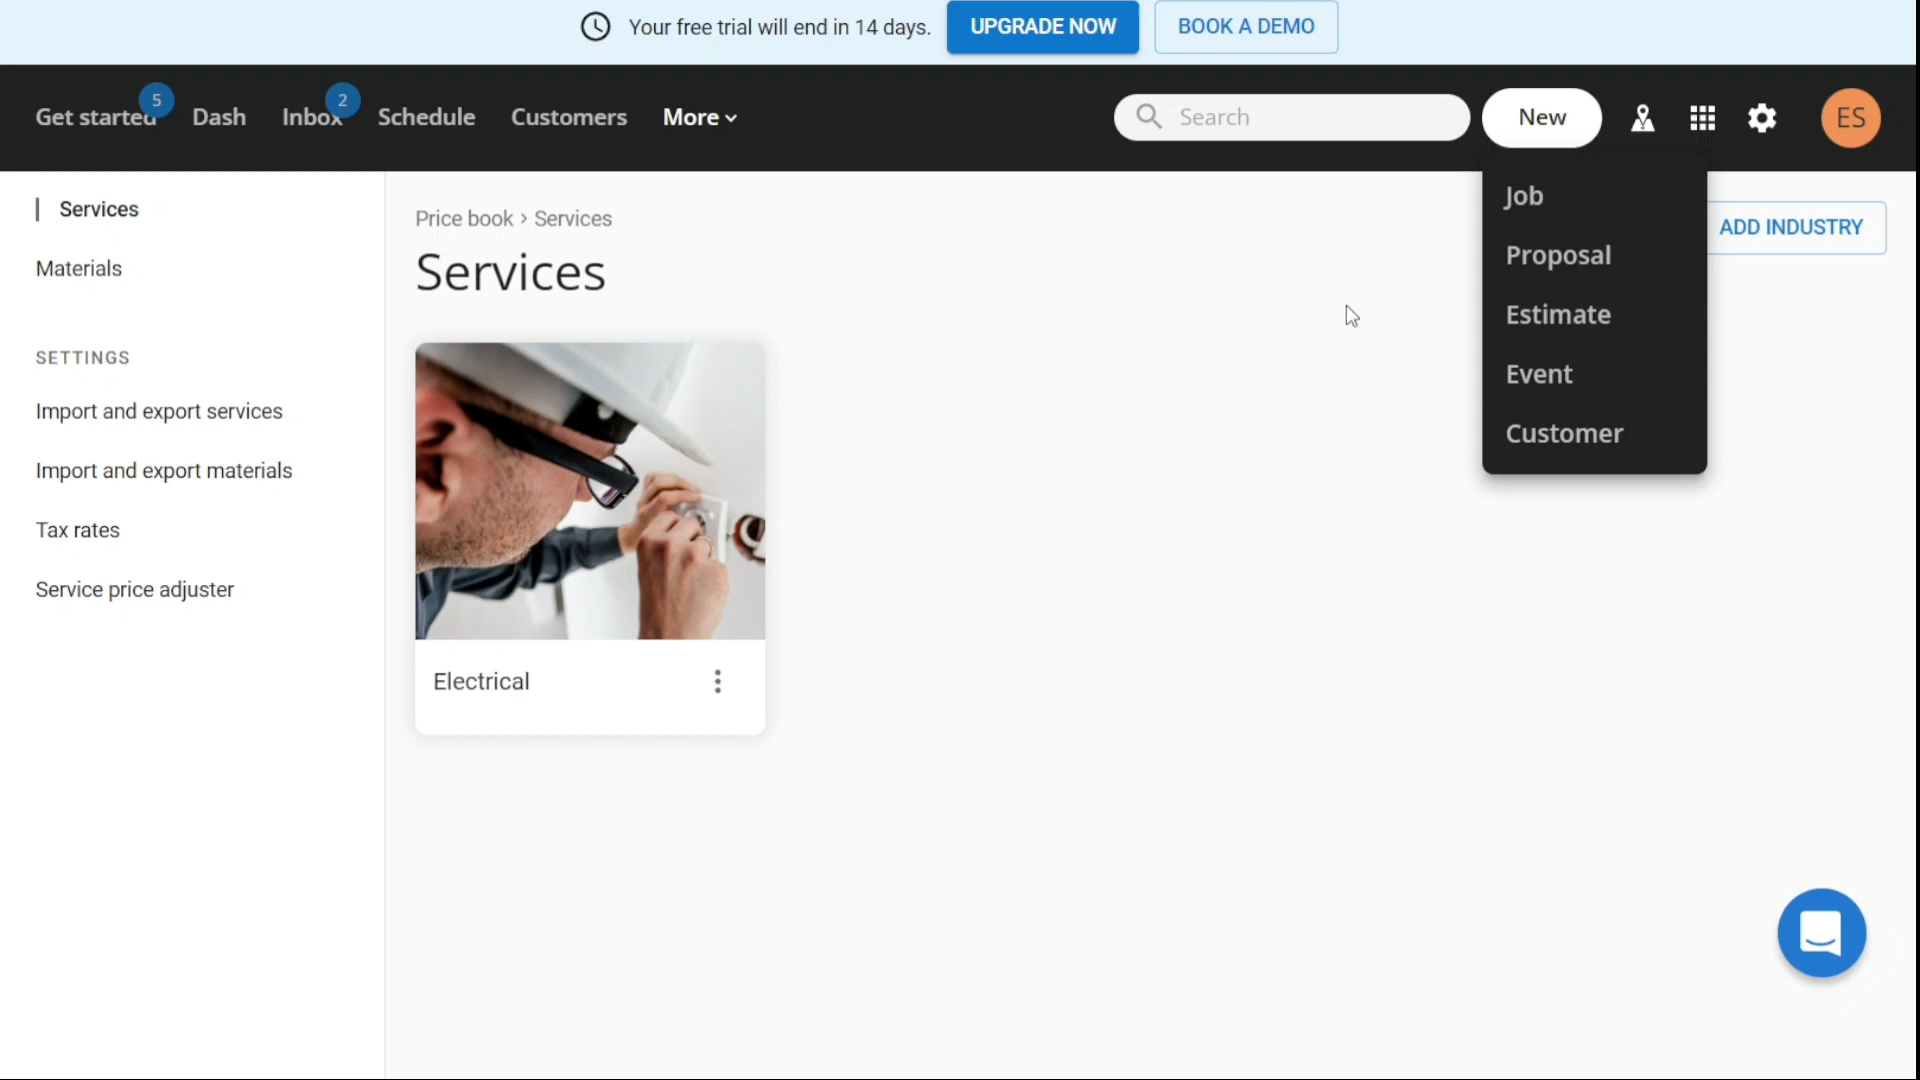 Your free trial will end in 14 days. UPGRADE NOW BOOK A DEMO
Get started 5 Dash Inbox 2 Schedule Customers More Search New ES
Services
Materials
SETTINGS
Import and export services
Import and export materials
Tax rates
Service price adjuster
Price book › Services
Services
Electrical
Job
Proposal
Estimate
Event
Customer
ADD INDUSTRY